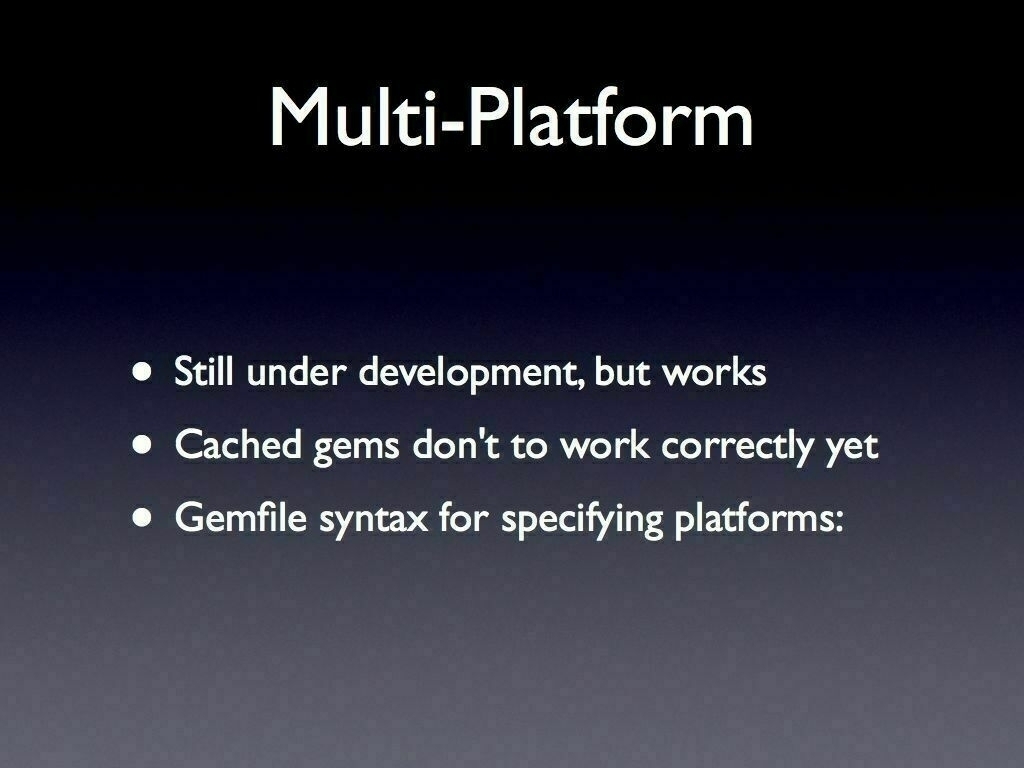 Multi-Platform
• Still under development, but works
• Cached gems don't to work correctly yet
• Gemfile syntax for specifying platforms: